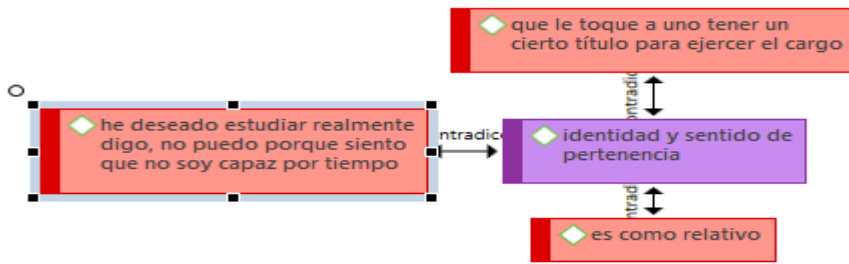 que le toque a uno tener un
cierto título para ejercer el cargo
he deseado estudiar realmente
digo, no puedo porque siento
que no soy capaz por tiempo
identidad y sentido de
pertenencia
es como relativo